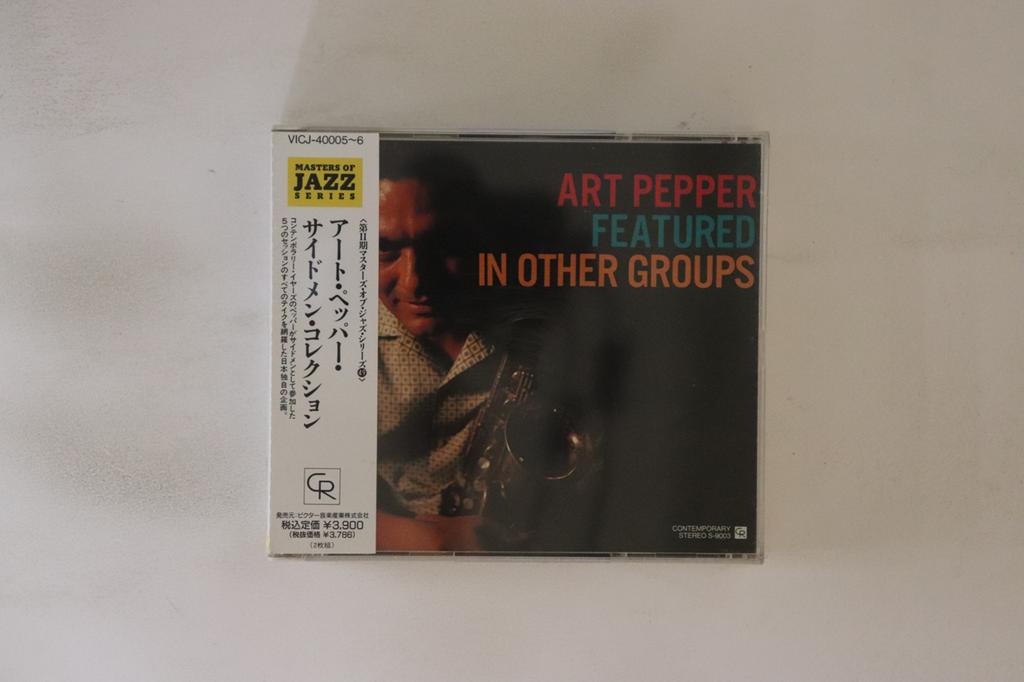 VICJ-40005〜6
MASTERS OF
JAZZ
SERIES
〈第II期マスターズ・オブ・ジャズ・シリーズ㊼〉
アート・ペッパー・
サイドメン・コレクション
コンテンポラリー・イヤーズのペッパーがサイドメンとして参加した
5つのセッションのすべてのテイクを網羅した日本独自の企画。
CR
発売元:ビクター音楽産業株式会社
税込定価 ¥3,900
(税抜価格 ¥3,786)
(2枚組)
ART PEPPER
FEATURED
IN OTHER GROUPS
CONTEMPORARY
STEREO S-9003
CR